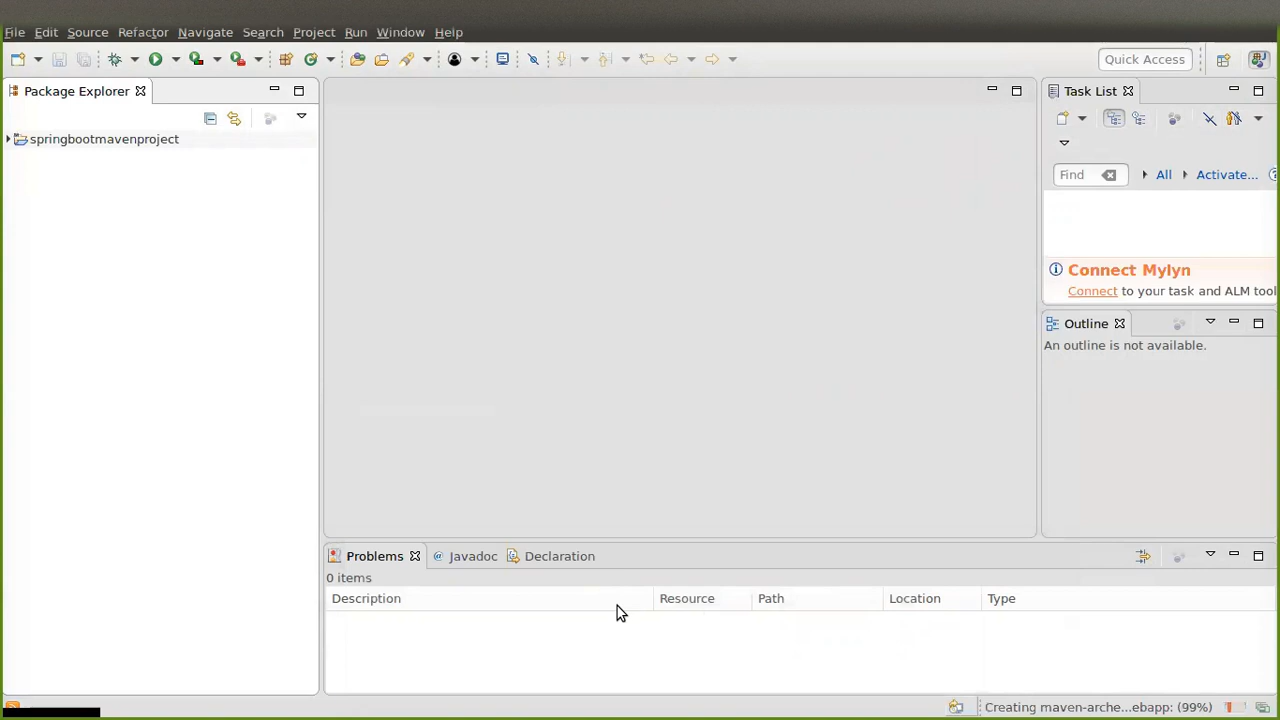 File Edit Source Refactor Navigate Search Project Run Window Help
Quick Access
Package Explorer
springbootmavenproject
Task List
Find All Activate...
Connect Mylyn
Connect to your task and ALM tool
Outline
An outline is not available.
Problems @ Javadoc Declaration
0 items
Description Resource Path Location Type
Creating maven-arche...ebapp: (99%)